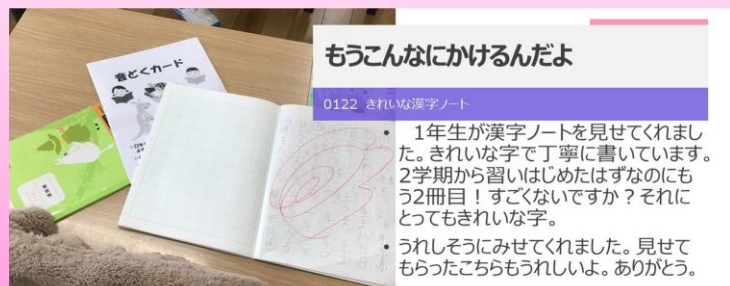 もうこんなにかけるんだよ
0122 きれいな漢字ノート
1年生が漢字ノートを見せてくれまし
た。きれいな字で丁寧に書いています。
2学期から習いはじめたはずなのにも
う2冊目!すごくないですか?それに
とってもきれいな字。
うれしそうにみせてくれました。見せて
もらったこちらもうれしいよ。ありがとう。
音どくカード